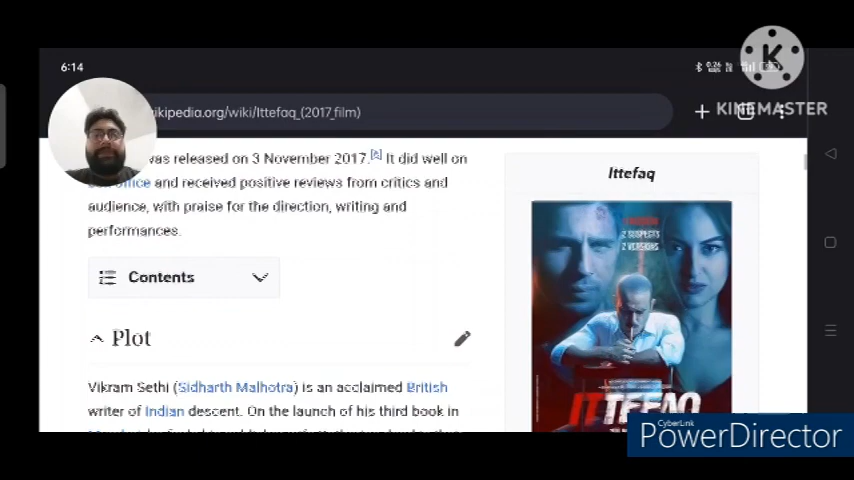 6:14
KINEMASTER
kipedia.org/wiki/Ittefaq_(2017_film)
was released on 3 November 2017.[5] It did well on
office and received positive reviews from critics and
audience, with praise for the direction, writing and
performances.
Contents
Plot
Vikram Sethi (Sidharth Malhotra) is an acclaimed British
writer of Indian descent. On the launch of his third book in
Ittefaq
2 SUSPECTS
2 VERSIONS
ITTEFAQ
CyberLink
PowerDirector